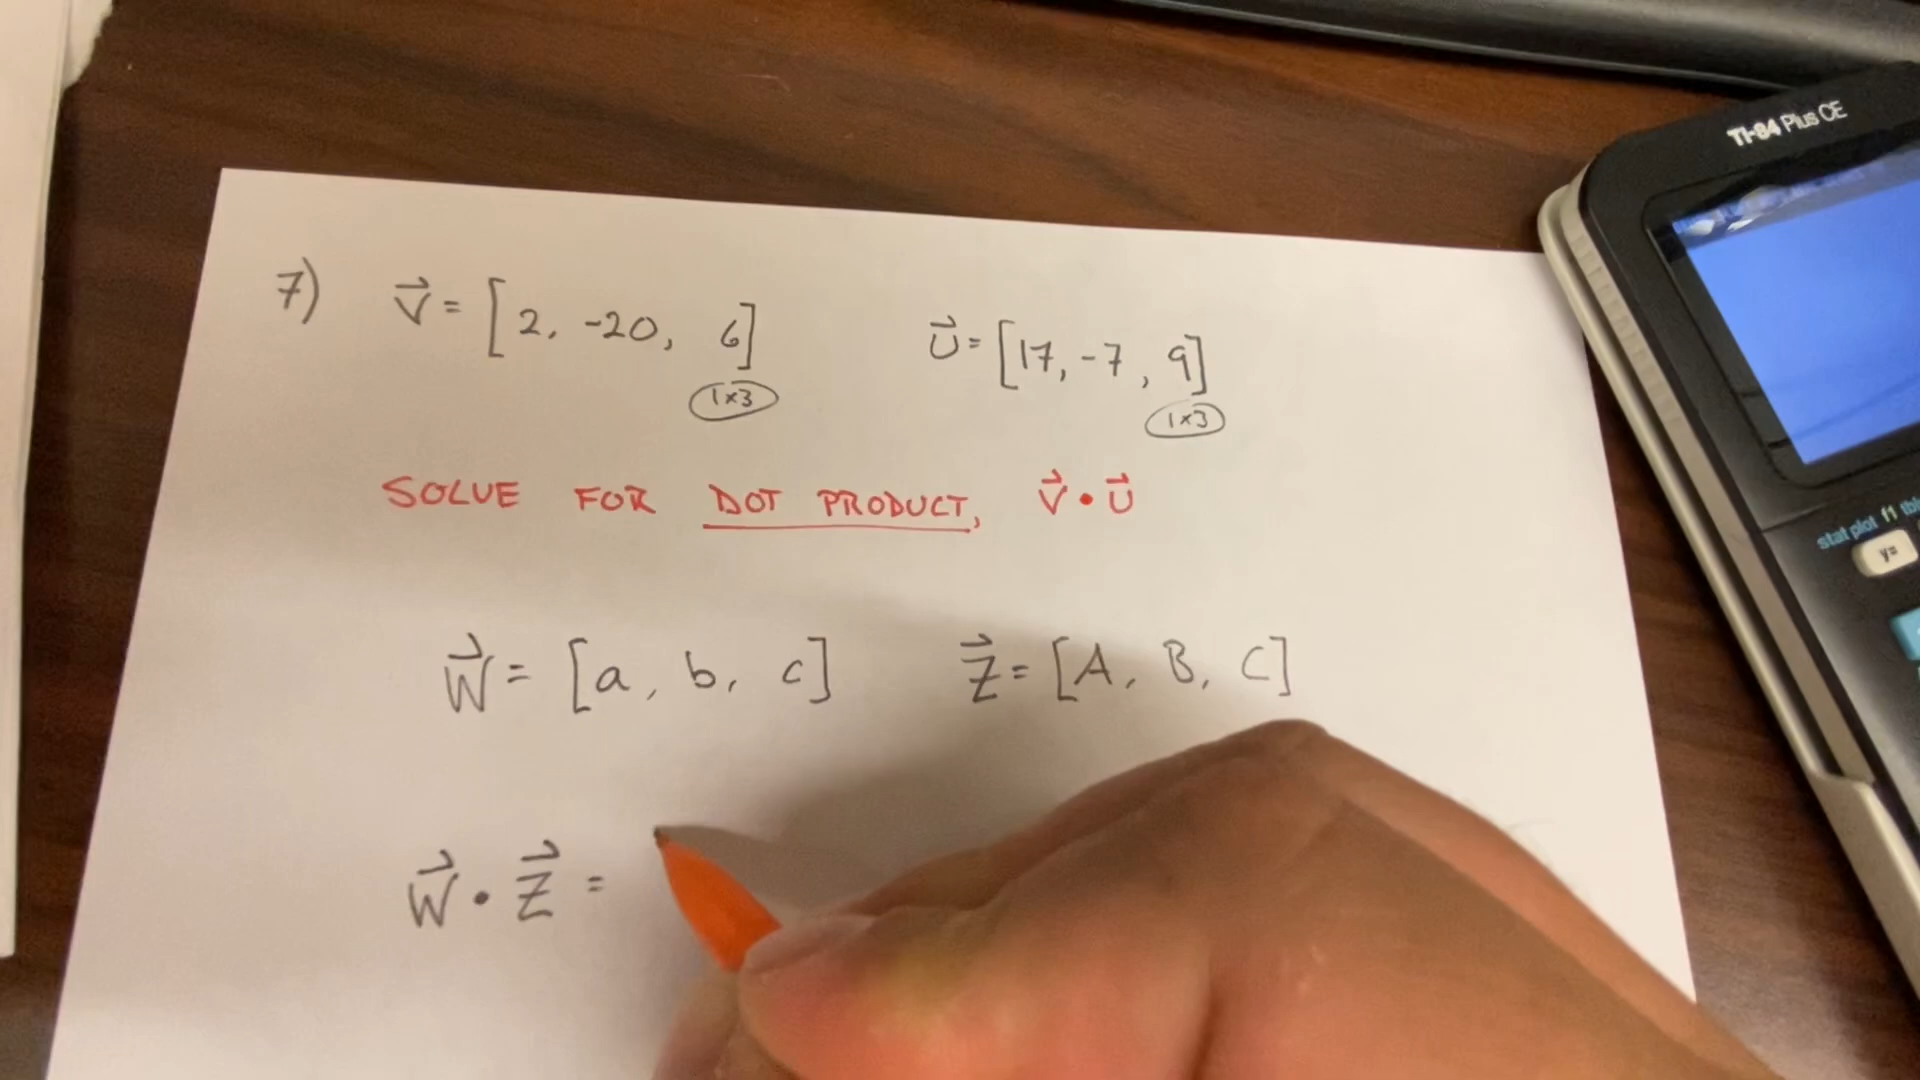 TI-84 Plus CE
7) v⃗ = [2, -20, 6] u⃗ = [17, -7, 9]
1x3 1x3
SOLVE FOR DOT PRODUCT, v⃗ • u⃗
stat plot f1
y=
w⃗ = [a, b, c] z⃗ = [A, B, C]
w⃗ • z⃗ =